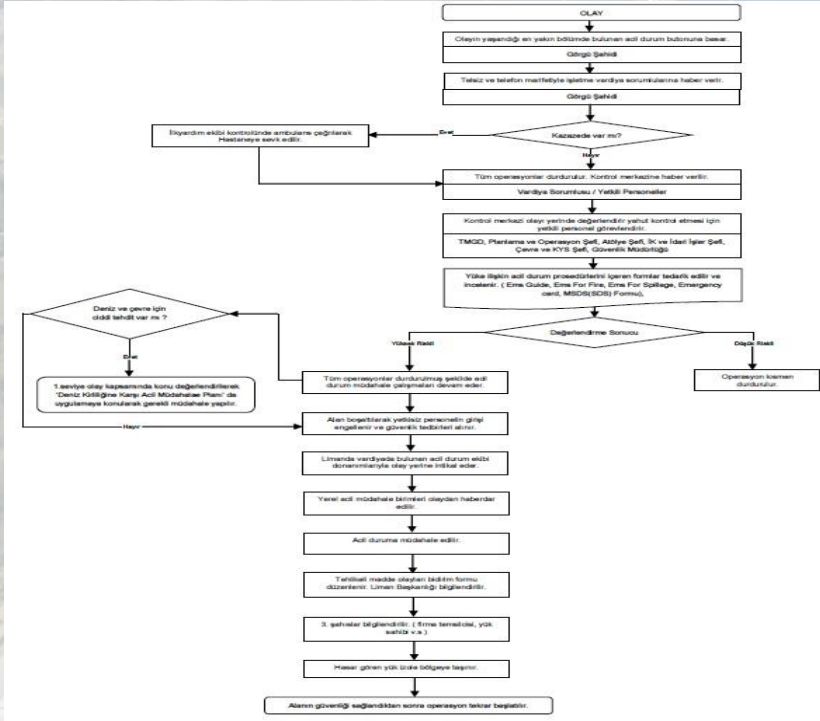 OLAY
Olayın yaşandığı en yakın bölümde bulunan acil durum butonuna basar.
Görgü Şahidi
Telsiz ve telefon marifetiyle işletme vardiya sorumlularına haber verir.
Görgü Şahidi
Kazazede var mı?
Evet
İlkyardım ekibi kontrolünde ambulans çağrılarak
Hastaneye sevk edilir.
Hayır
Tüm operasyonlar durdurulur. Kontrol merkezine haber verilir.
Vardiya Sorumlusu / Yetkili Personeller
Kontrol merkezi olayı yerinde değerlendirir yahut kontrol etmesi için
yetkili personel görevlendirir.
TMGD, Planlama ve Operasyon Şefi, Atölye Şefi, İK ve İdari İşler Şefi,
Çevre ve KYS Şefi, Güvenlik Müdürlüğü
Yüke ilişkin acil durum prosedürlerini içeren formlar tedarik edilir ve
incelenir. ( Ems Guide, Ems For Fire, Ems For Spillage, Emergency
card, MSDS(SDS) Formu),
Değerlendirme Sonucu
Yüksek Riskli
Düşük Riskli
Operasyon kısmen
durdurulur.
Tüm operasyonlar durdurulmuş şekilde acil
durum müdahale çalışmaları devam eder.
Deniz ve çevre için
ciddi tehdit var mı ?
Evet
1.seviye olay kapsamında konu değerlendirilerek
"Deniz Kirliliğine Karşı Acil Müdahalae Planı" da
uygulamaya konularak gerekli müdahale yapılır.
Hayır
Alan boşaltılarak yetkisiz personelin girişi
engellenir ve güvenlik tedbirleri alınır.
Limanda vardiyada bulunan acil durum ekibi
donanımlarıyla olay yerine intikal eder.
Yerel acil müdahale birimleri olaydan haberdar
edilir.
Acil duruma müdahale edilir.
Tehlikeli madde olayları bidirim formu
düzenlenir. Liman Başkanlığı bilgilendirilir.
3. şahıslar bilgilendirilir. ( firma temsilcisi, yük
sahibi v.s )
Hasar gören yük izole bölgeye taşınır.
Alanın güvenliği sağlandıktan sonra operasyon tekrar başlatılır.